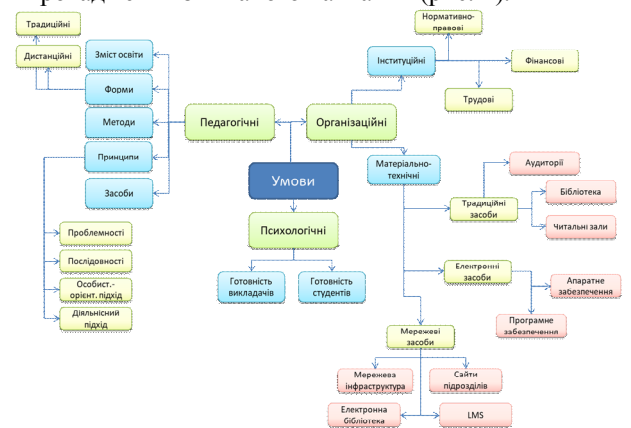 Традиційні
Дистанційні
Зміст освіти
Форми
Методи
Принципи
Засоби
Проблемності
Послідовності
Особист.-
орієнт. підхід
Діяльнісний
підхід
Педагогічні
Організаційні
Умови
Психологічні
Готовність
викладачів
Готовність
студентів
Нормативно-
правові
Інституційні
Фінансові
Трудові
Матеріально-
технічні
Аудиторії
Традиційні
засоби
Бібліотека
Читальні зали
Електронні
засоби
Апаратне
забезпечення
Програмне
забезпечення
Мережеві
засоби
Мережева
інфраструктура
Сайти
підрозділів
Електронна
бібліотека
LMS